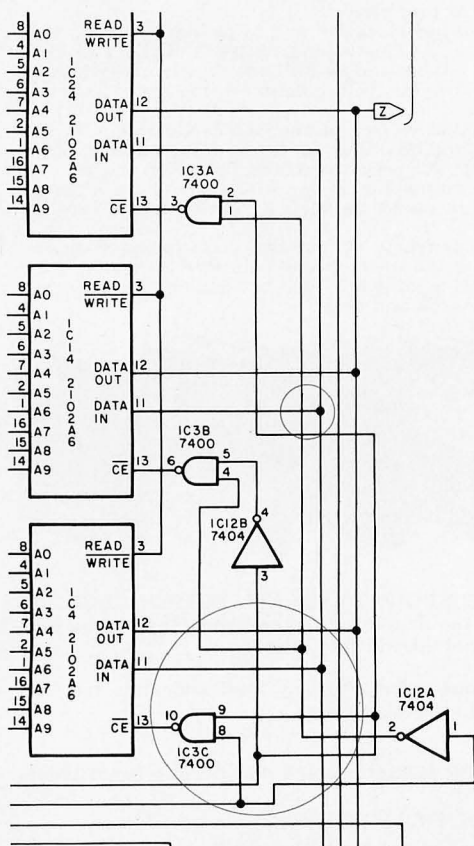 8 A0 READ 3
4 A1 WRITE
5 A2
6 A3
7 A4 DATA 12
OUT
2 A5
1 A6 DATA 11
IN
16 A7
15 A8
14 A9 CE 13
IC24 2102A6
Z
IC3A
7400
3 2
1
8 A0 READ 3
4 A1 WRITE
5 A2
6 A3
7 A4 DATA 12
OUT
2 A5
1 A6 DATA 11
IN
16 A7
15 A8
14 A9 CE 13
IC14 2102A6
IC3B
7400
6 5
4
IC12B
7404
4
3
8 A0 READ 3
4 A1 WRITE
5 A2
6 A3
7 A4 DATA 12
OUT
2 A5
1 A6 DATA 11
IN
16 A7
15 A8
14 A9 CE 13
IC4 2102A6
10 9
8
IC3C
7400
IC12A
7404
2 1